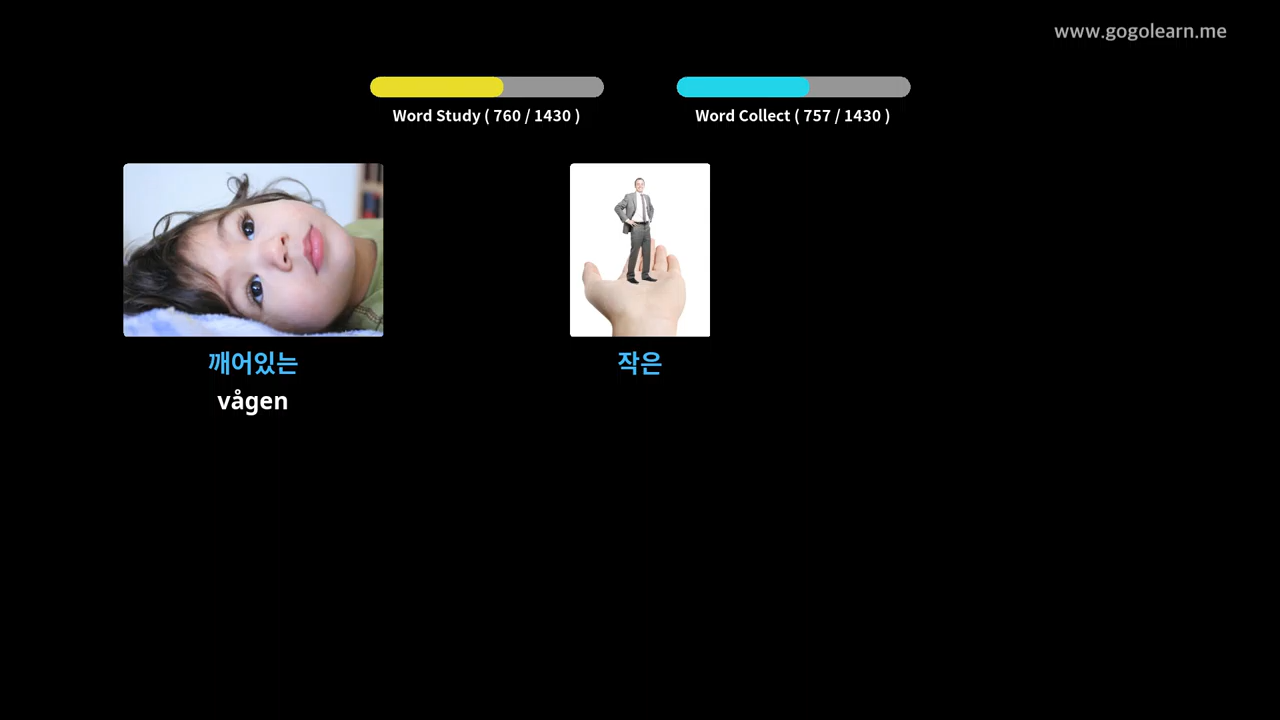 www.gogolearn.me
Word Study ( 760 / 1430 )
Word Collect ( 757 / 1430 )
깨어있는
vågen
작은